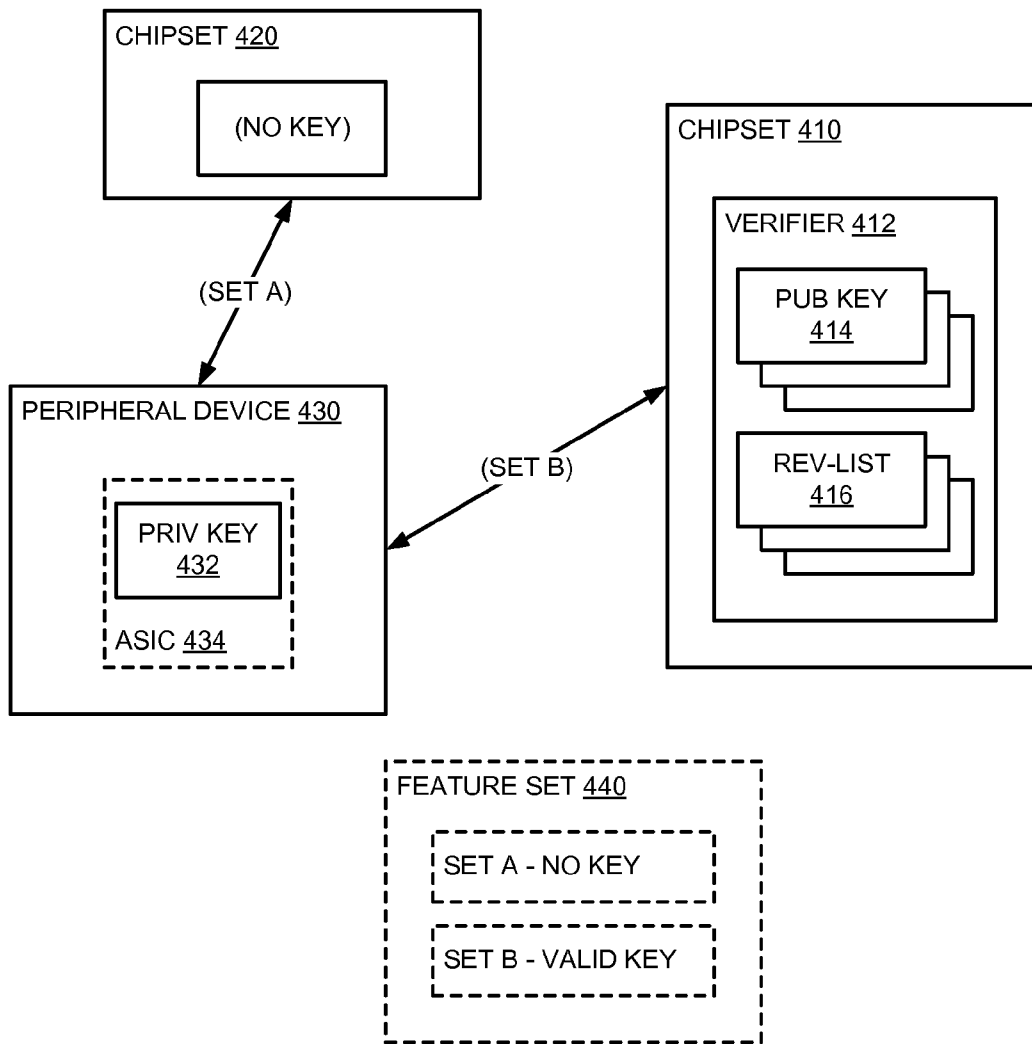 CHIPSET 420
(NO KEY)
(SET A)
PERIPHERAL DEVICE 430
PRIV KEY
432
ASIC 434
(SET B)
CHIPSET 410
VERIFIER 412
PUB KEY
414
REV-LIST
416
FEATURE SET 440
SET A - NO KEY
SET B - VALID KEY